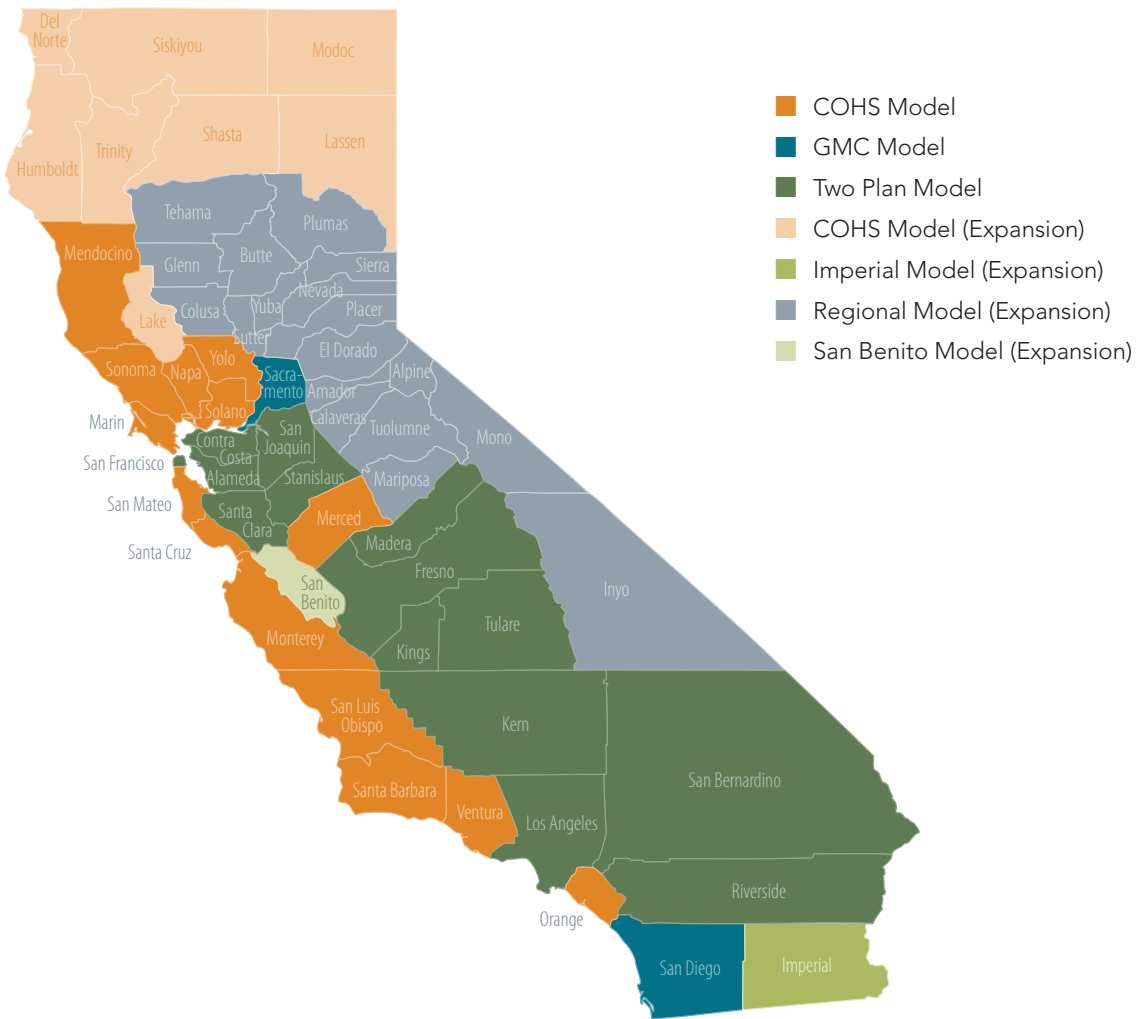 Del
Norte
Siskiyou
Modoc
Humboldt
Trinity
Shasta
Lassen
COHS Model
GMC Model
Two Plan Model
COHS Model (Expansion)
Imperial Model (Expansion)
Regional Model (Expansion)
San Benito Model (Expansion)
Tehama
Plumas
Mendocino
Glenn
Butte
Sierra
Nevada
Lake
Colusa
Yuba
Placer
Sutter
El Dorado
Sonoma
Napa
Yolo
Sacra-
mento
Amador
Alpine
Marin
Solano
Calaveras
Tuolumne
Mono
San Francisco
Contra
Costa
San
Joaquin
Alameda
Stanislaus
Mariposa
San Mateo
Santa
Clara
Merced
Santa Cruz
Madera
Fresno
San
Benito
Inyo
Monterey
Kings
Tulare
San Luis
Obispo
Kern
San Bernardino
Santa Barbara
Ventura
Los Angeles
Riverside
Orange
San Diego
Imperial